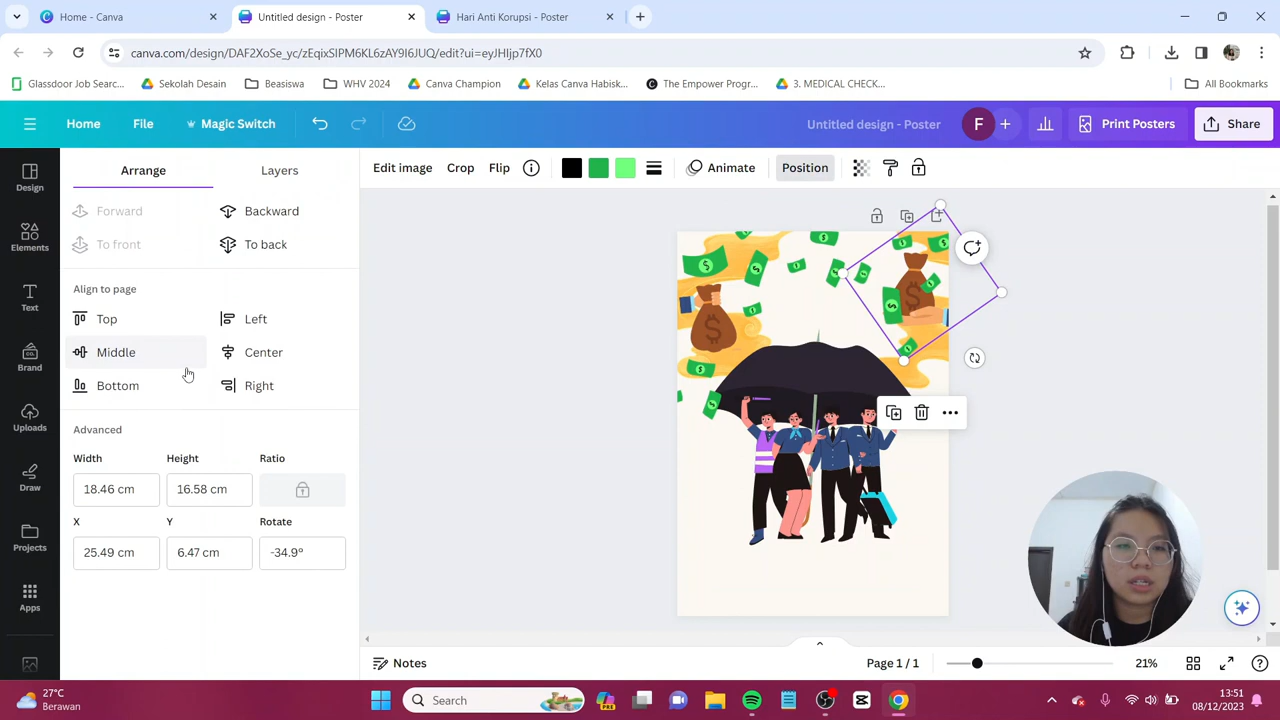 Home - Canva
Untitled design - Poster
Hari Anti Korupsi - Poster
canva.com/design/DAF2XoSe_yc/zEqixSlPM6KL6zAY9I6JUQ/edit?ui=eyJHIjp7fX0
Glassdoor Job Searc...
Sekolah Desain
Beasiswa
WHV 2024
Canva Champion
Kelas Canva Habisk...
The Empower Progr...
3. MEDICAL CHECK...
All Bookmarks
Home
File
Magic Switch
Untitled design - Poster
F
Print Posters
Share
Design
Elements
Text
Brand
Uploads
Draw
Projects
Apps
Arrange
Layers
Forward
Backward
To front
To back
Align to page
Top
Left
Middle
Center
Bottom
Right
Advanced
Width
Height
Ratio
18.46 cm
16.58 cm
X
Y
Rotate
25.49 cm
6.47 cm
-34.9°
Edit image
Crop
Flip
Animate
Position
Notes
Page 1 / 1
21%
27°C
Berawan
Search
13:51
08/12/2023